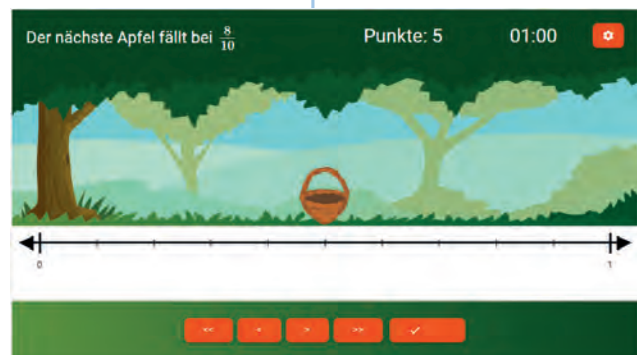 Der nächste Apfel fällt bei 8/10 Punkte: 5 01:00
0 1
<< < > >> ✓